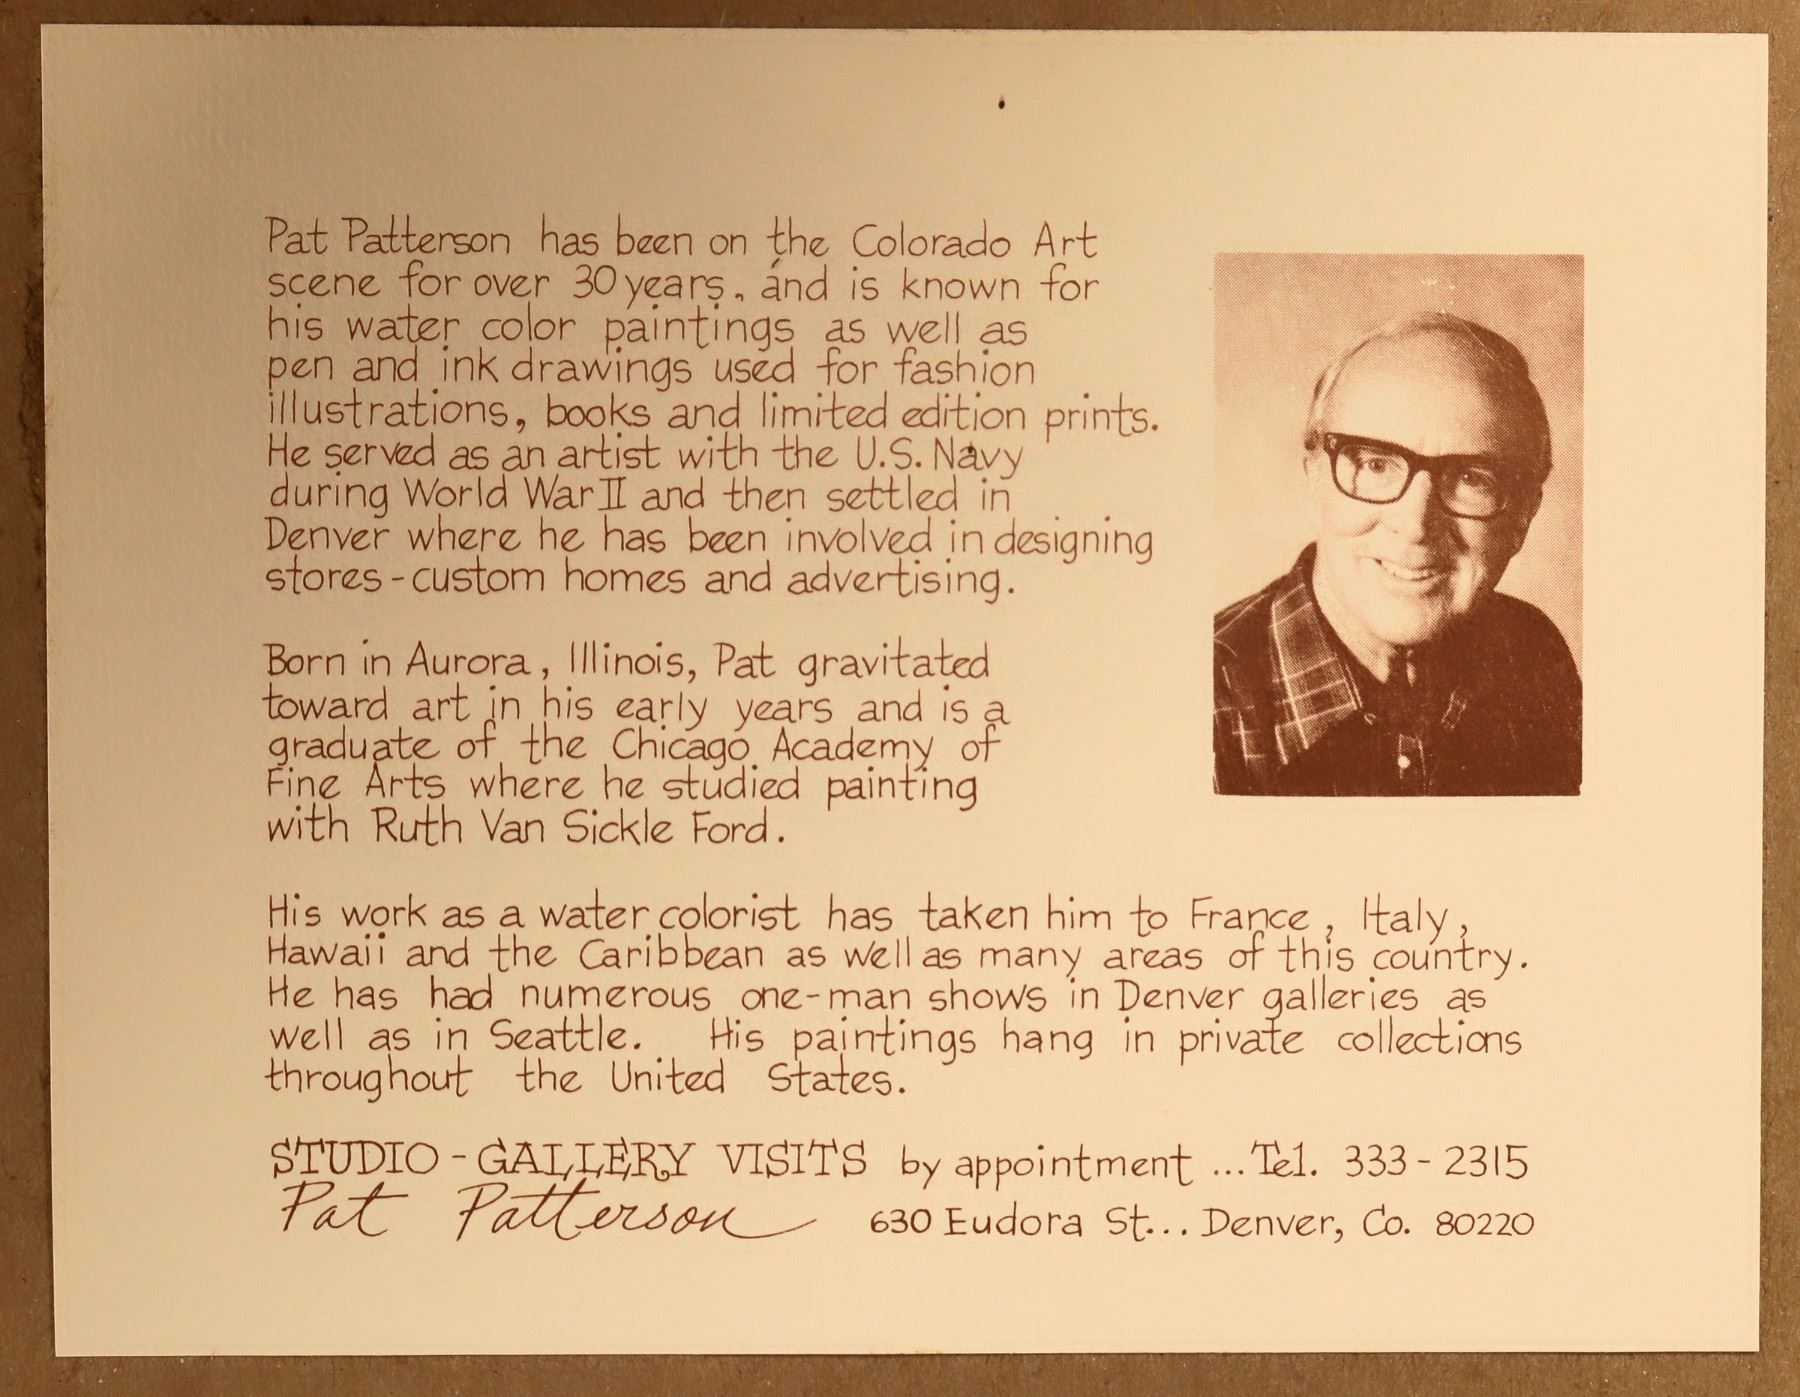 Pat Patterson has been on the Colorado Art
scene for over 30 years, and is known for
his water color paintings as well as
pen and ink drawings used for fashion
illustrations, books and limited edition prints.
He served as an artist with the U.S. Navy
during World War II and then settled in
Denver where he has been involved in designing
stores - custom homes and advertising.
Born in Aurora, Illinois, Pat gravitated
toward art in his early years and is a
graduate of the Chicago Academy of
Fine Arts where he studied painting
with Ruth Van Sickle Ford.
His work as a water colorist has taken him to France, Italy,
Hawaii and the Caribbean as well as many areas of this country.
He has had numerous one-man shows in Denver galleries as
well as in Seattle. His paintings hang in private collections
throughout the United States.
STUDIO - GALLERY VISITS by appointment ... Tel. 333 - 2315
Pat Patterson 630 Eudora St... Denver, Co. 80220